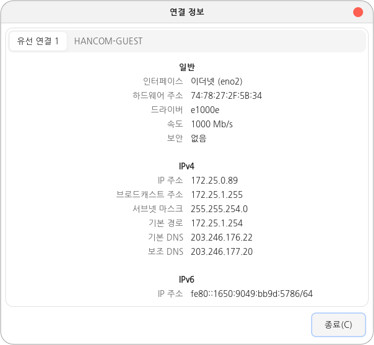 연결 정보
유선 연결 1 HANCOM-GUEST
일반
인터페이스 이더넷 (eno2)
하드웨어 주소 74:78:27:2F:5B:34
드라이버 e1000e
속도 1000 Mb/s
보안 없음
IPv4
IP 주소 172.25.0.89
브로드캐스트 주소 172.25.1.255
서브넷 마스크 255.255.254.0
기본 경로 172.25.1.254
기본 DNS 203.246.176.22
보조 DNS 203.246.177.20
IPv6
IP 주소 fe80::1650:9049:bb9d:5786/64
종료(C)